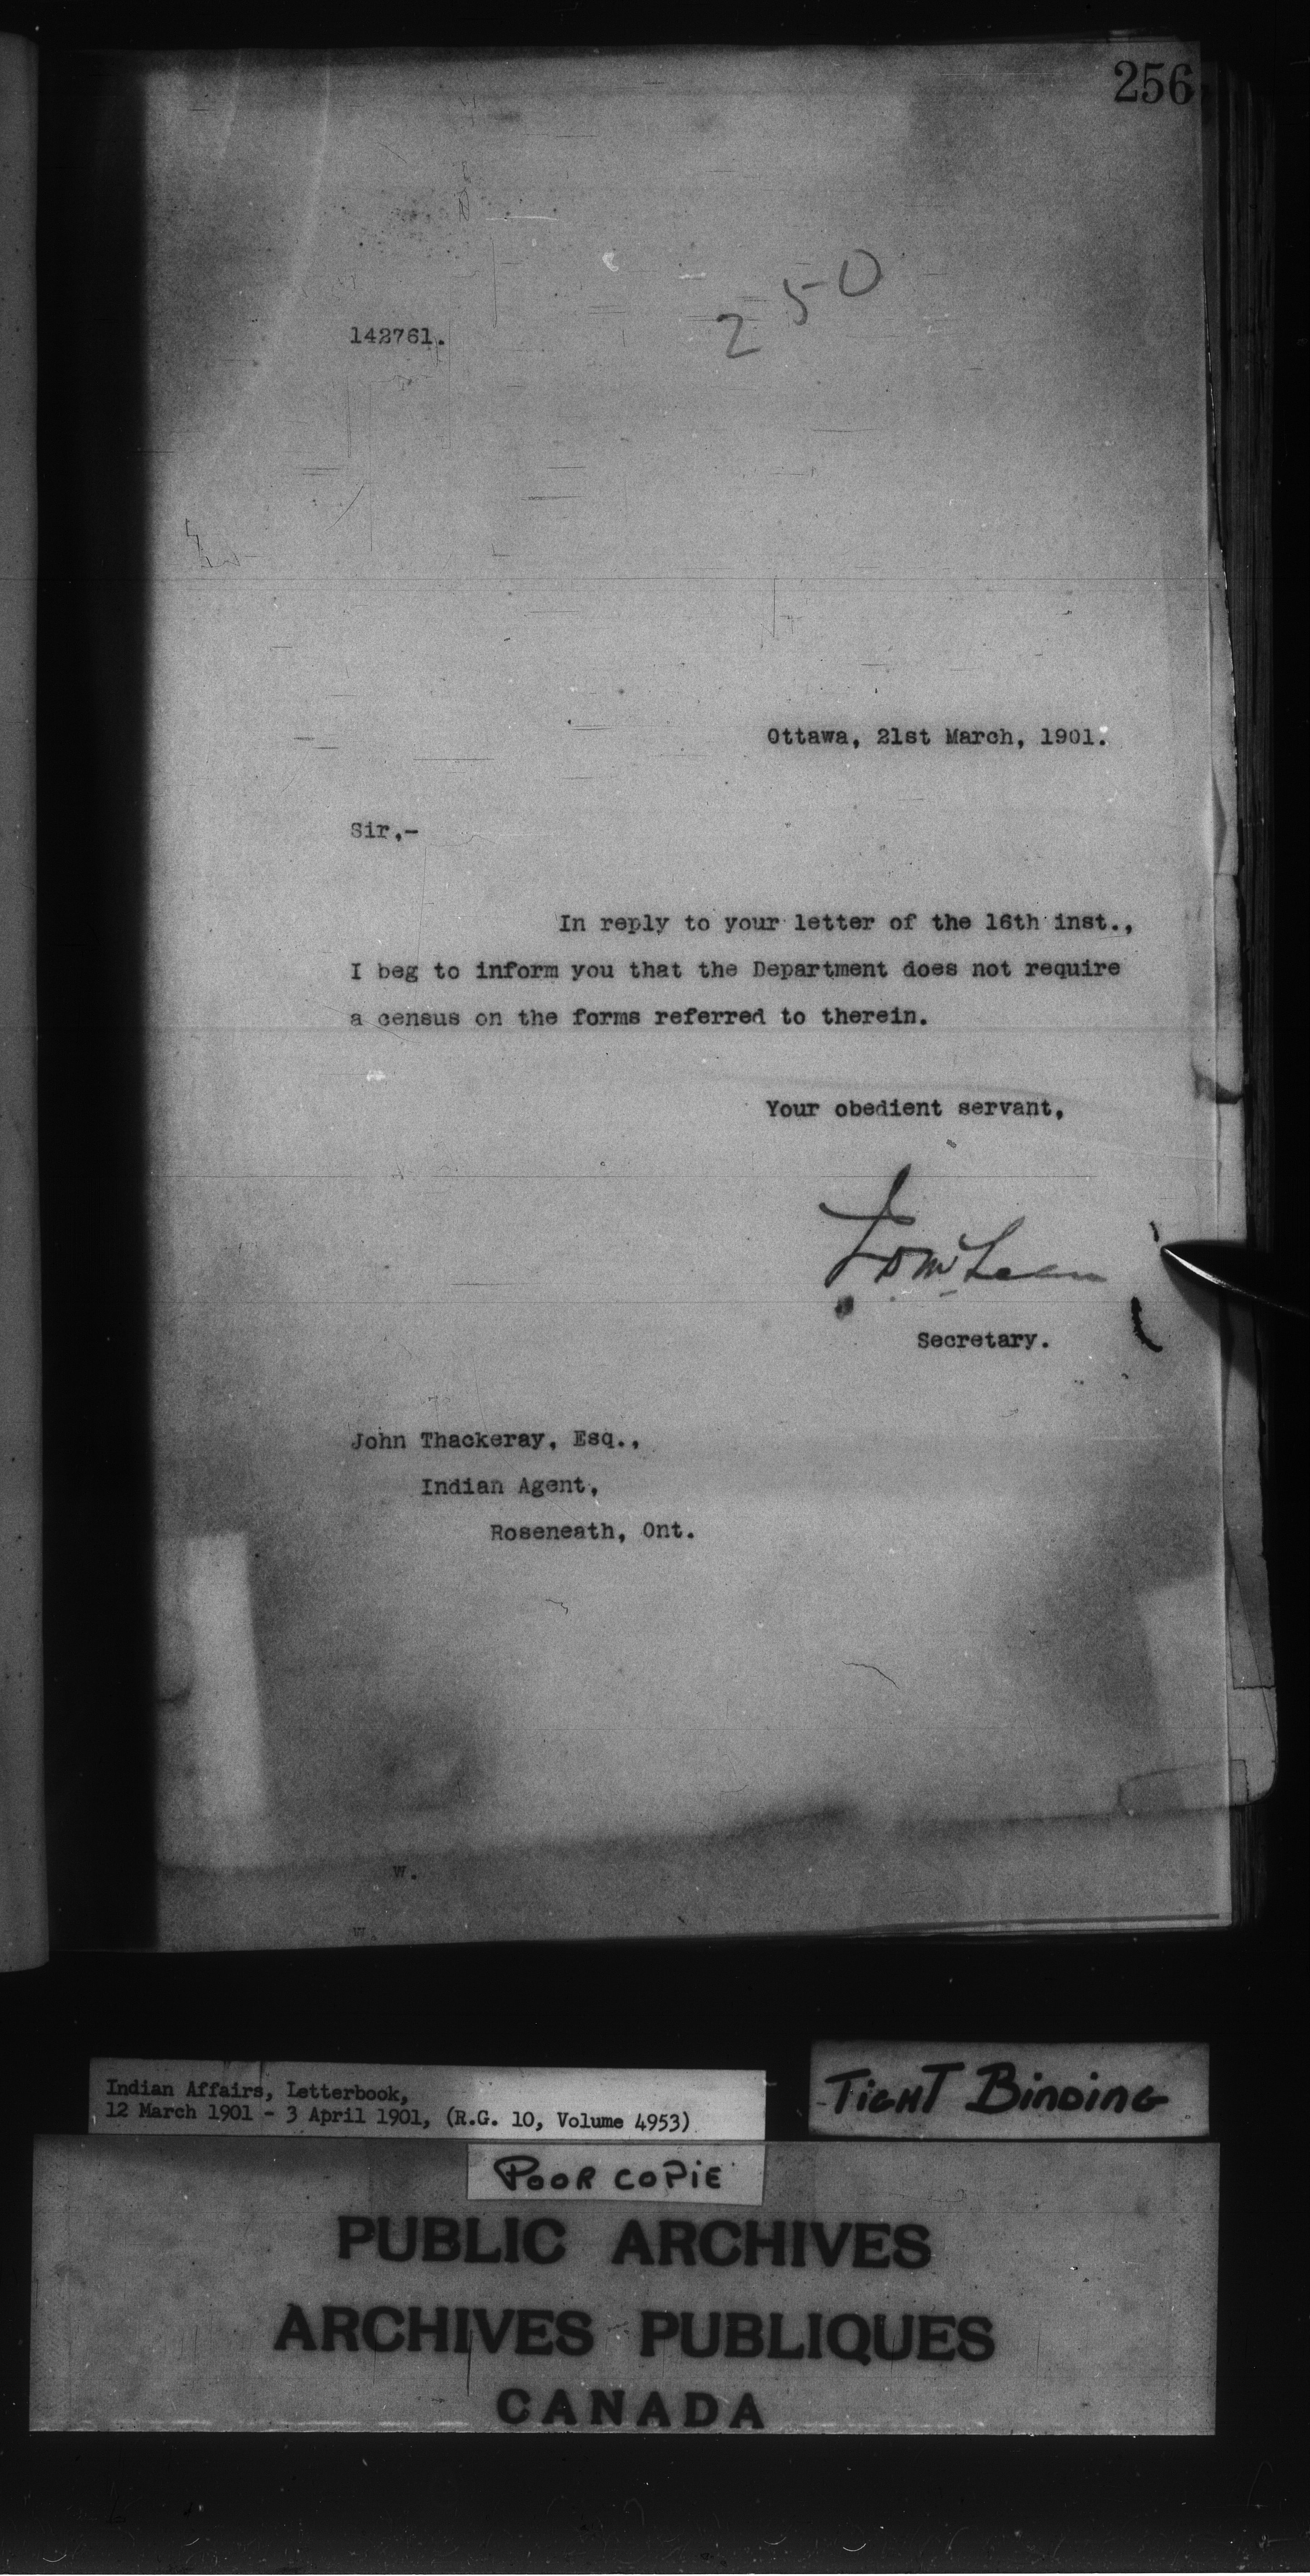 256
250
142761.
Ottawa, 21st March, 1901.
Sir,-
In reply to your letter of the 16th inst.,
I beg to inform you that the Department does not require
a census on the forms referred to therein.
Your obedient servant,
J D McLean
Secretary.
John Thackeray, Esq.,
Indian Agent,
Roseneath, Ont.
w.
w.
Indian Affairs, Letterbook,
12 March 1901 - 3 April 1901, (R.G. 10, Volume 4953)
TIGHT BINDING
POOR COPIE
PUBLIC ARCHIVES
ARCHIVES PUBLIQUES
CANADA